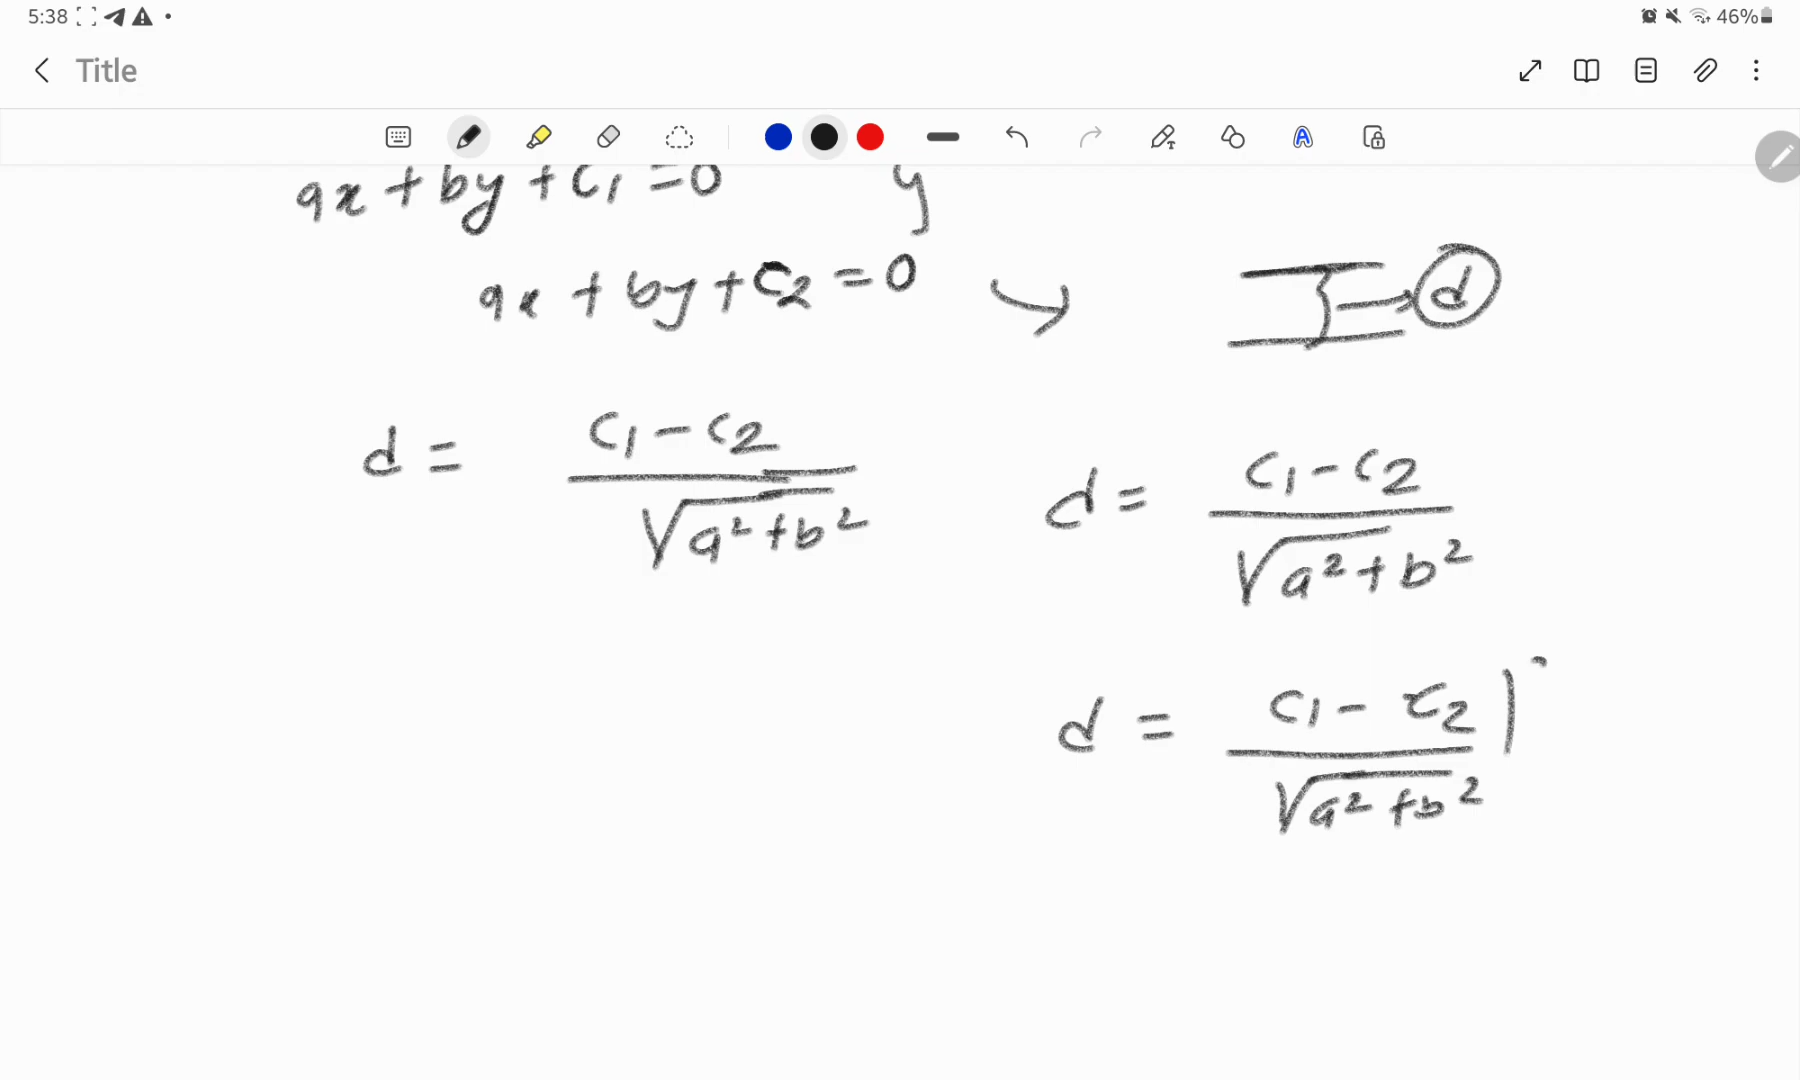 5:38 46%
Title
ax + by + c₁ = 0 y
ax + by + c₂ = 0 d
d = c₁ - c₂ / √a² + b²
d = c₁ - c₂ / √a² + b²
d = c₁ - c₂ / √a² + b² |